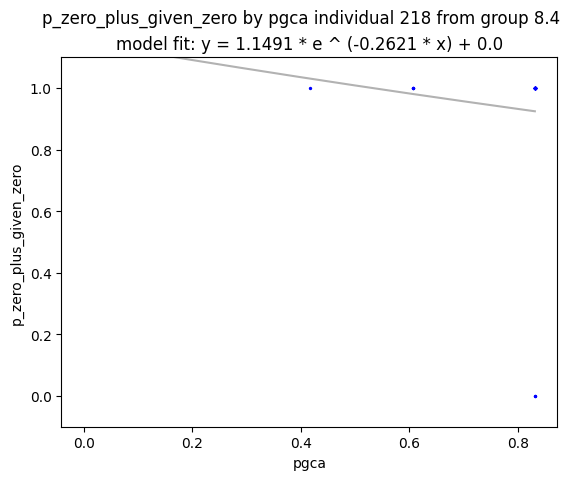 p_zero_plus_given_zero by pgca individual 218 from group 8.4
model fit: y = 1.1491 * e ^ (-0.2621 * x) + 0.0
1.0
0.8
0.6
0.4
0.2
0.0
p_zero_plus_given_zero
0.0 0.2 0.4 0.6 0.8
pgca